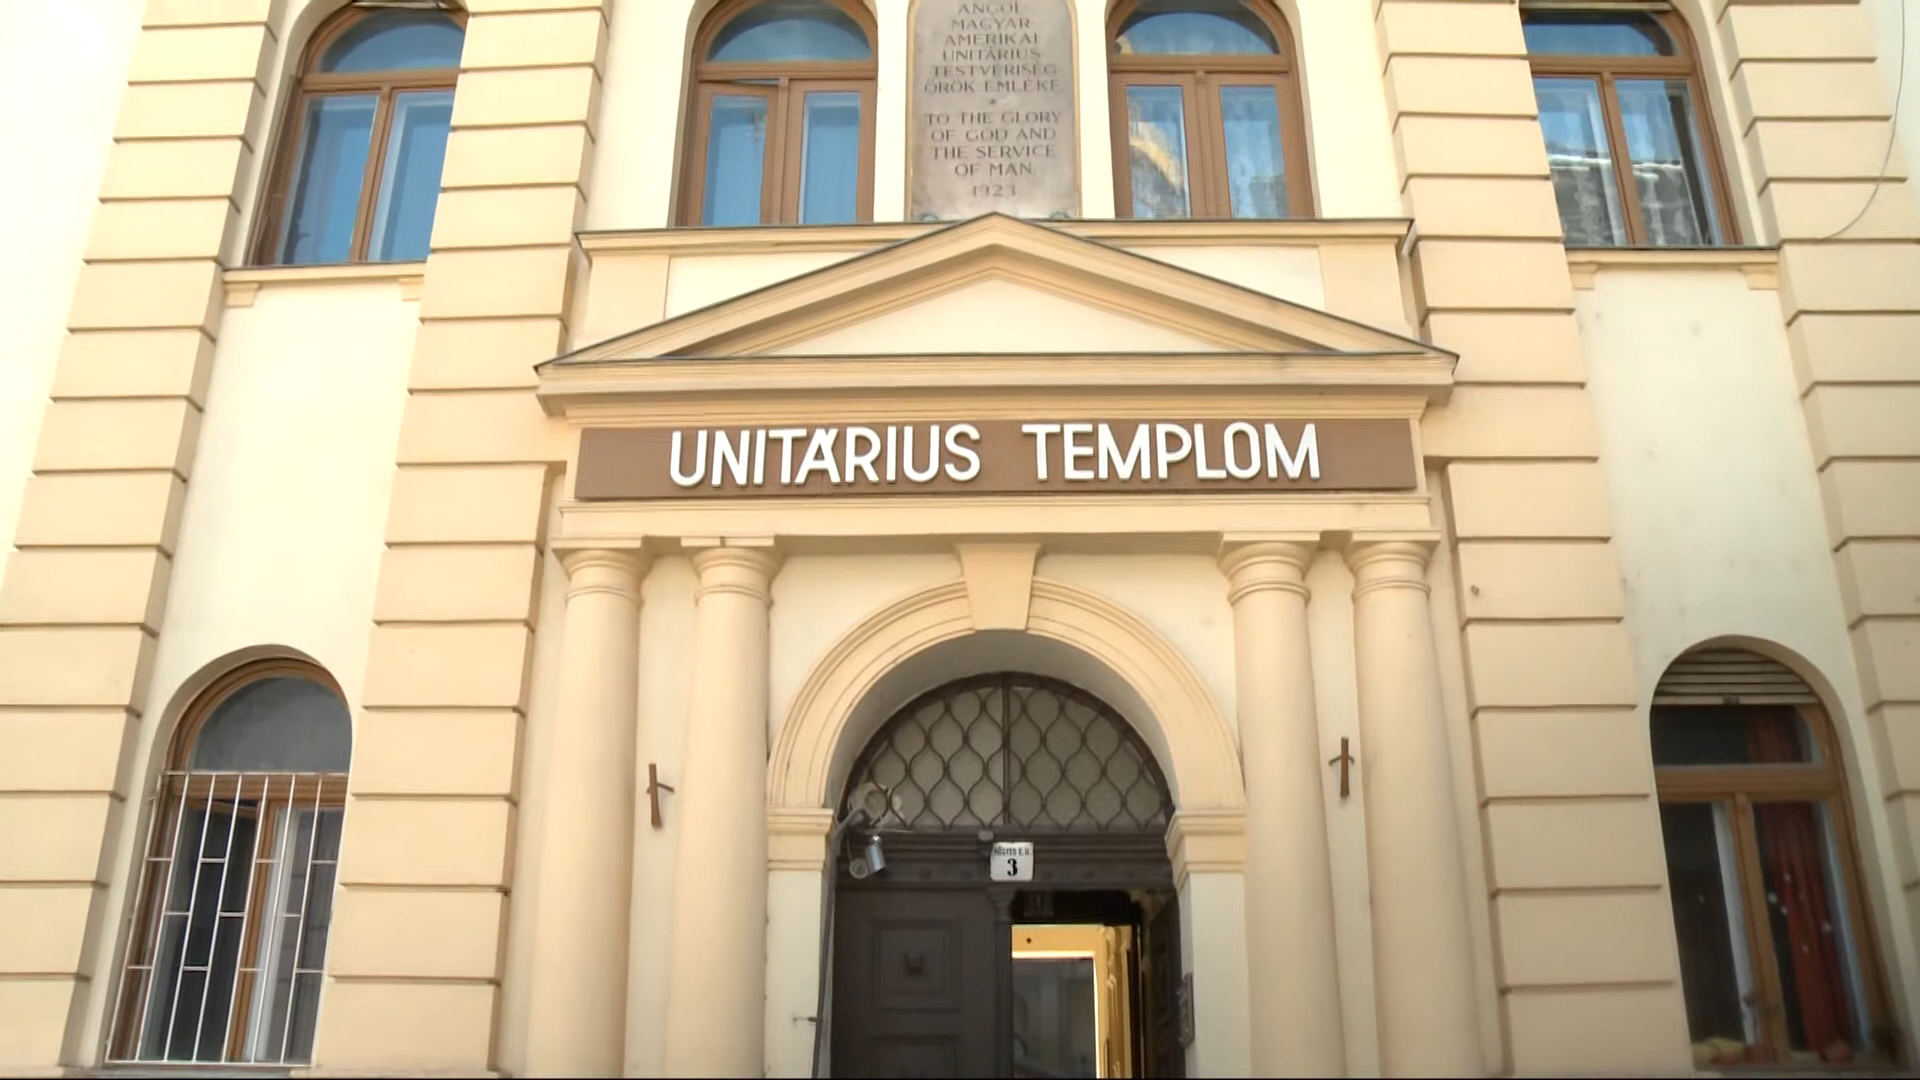 ANGOL
MAGYAR-
AMERIKAI
UNITÁRIUS
TESTVÉRISÉG
ÖRÖK EMLÉKE
TO THE GLORY
OF GOD AND
THE SERVICE
OF MAN
1923
UNITÁRIUS TEMPLOM
HŐGYES E. U.
3